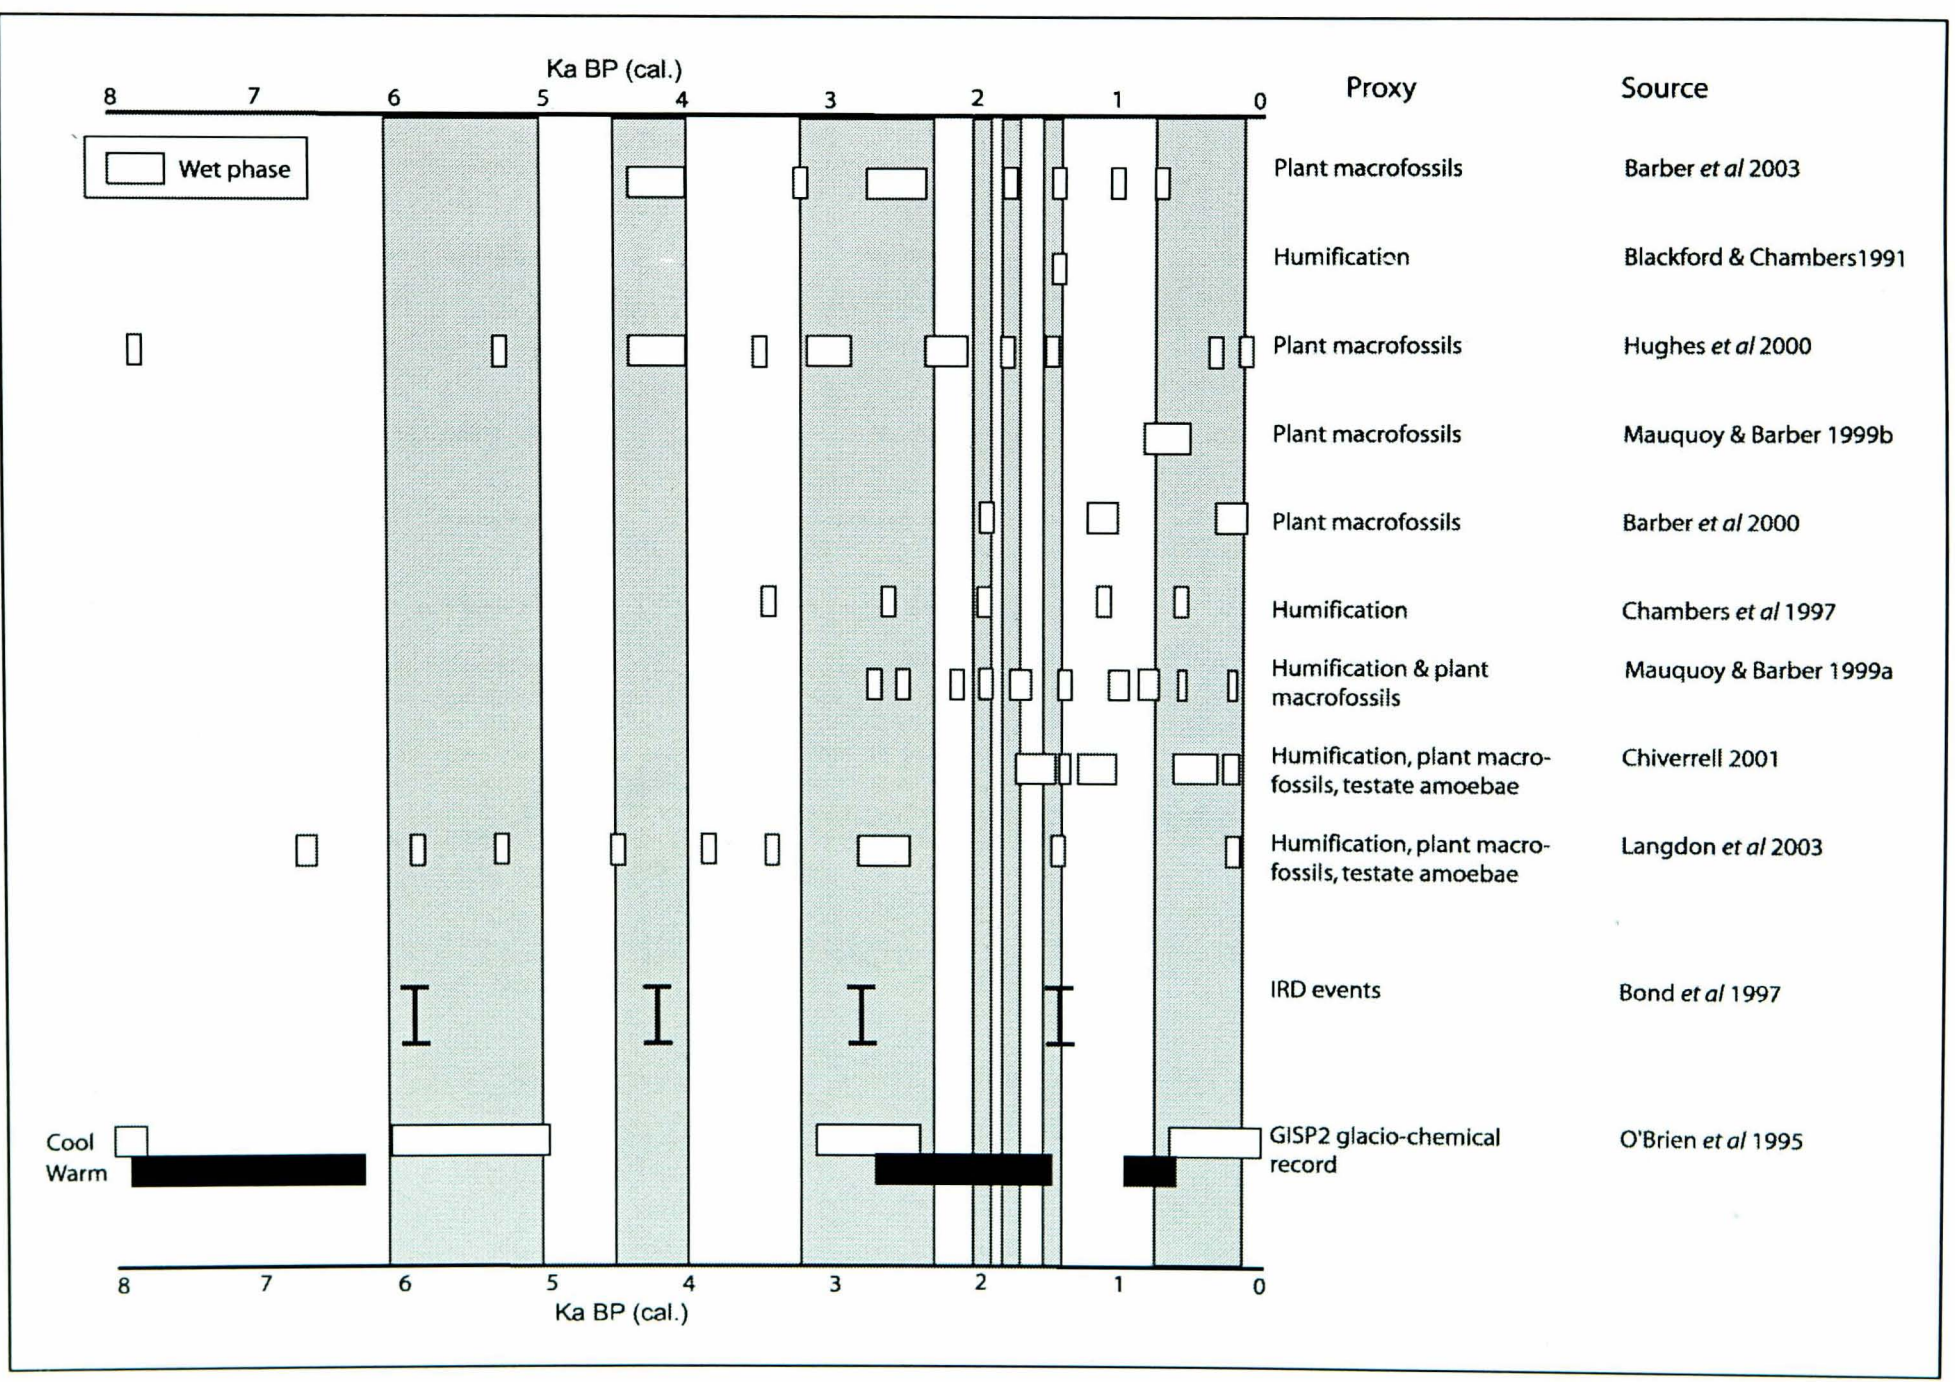 Ka BP (cal.)
8 7 6 5 4 3 2 1 0
Proxy Source
Wet phase
Plant macrofossils Barber et al 2003
Humification Blackford & Chambers1991
Plant macrofossils Hughes et al 2000
Plant macrofossils Mauquoy & Barber 1999b
Plant macrofossils Barber et al 2000
Humification Chambers et al 1997
Humification & plant Mauquoy & Barber 1999a
macrofossils
Humification, plant macro- Chiverrell 2001
fossils, testate amoebae
Humification, plant macro- Langdon et al 2003
fossils, testate amoebae
IRD events Bond et al 1997
Cool GISP2 glacio-chemical O'Brien et al 1995
Warm record
8 7 6 5 4 3 2 1 0
Ka BP (cal.)